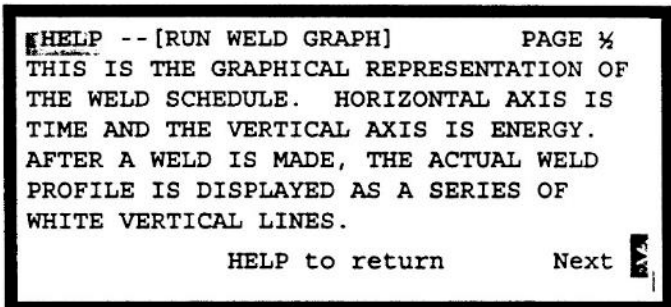 HELP --[RUN WELD GRAPH] PAGE ½
THIS IS THE GRAPHICAL REPRESENTATION OF
THE WELD SCHEDULE. HORIZONTAL AXIS IS
TIME AND THE VERTICAL AXIS IS ENERGY.
AFTER A WELD IS MADE, THE ACTUAL WELD
PROFILE IS DISPLAYED AS A SERIES OF
WHITE VERTICAL LINES.
HELP to return Next